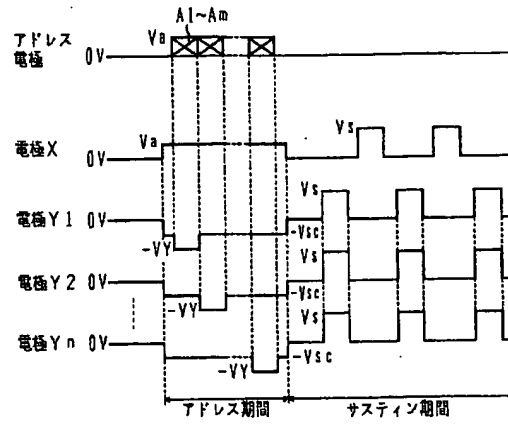 A1~Am
アドレス電極 Va 0V
電極X Va 0V Vs
電極Y1 0V -VY -Vsc Vs
電極Y2 0V -VY -Vsc Vs
電極Yn 0V -VY -Vsc Vs
アドレス期間 サスティン期間